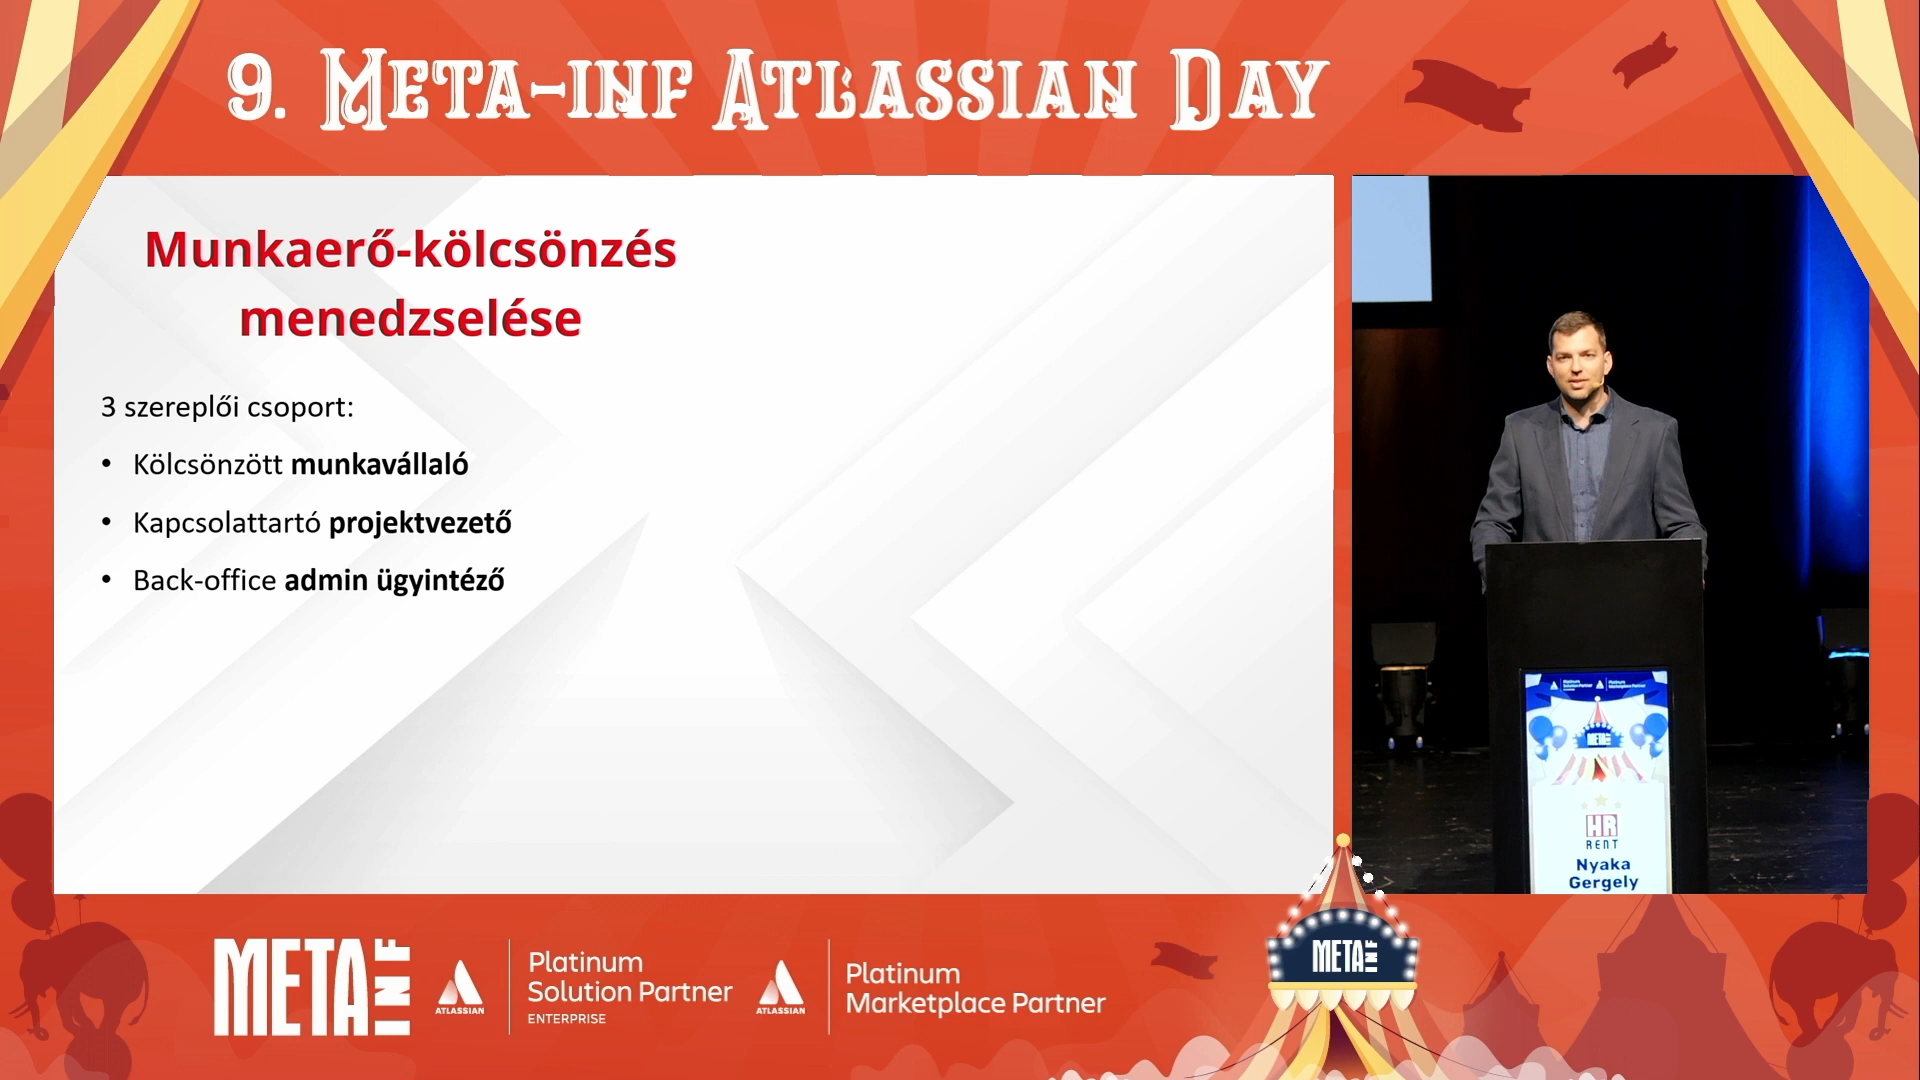 9. META-INF ATLASSIAN DAY
Munkaerő-kölcsönzés
menedzselése
3 szereplői csoport:
• Kölcsönzött munkavállaló
• Kapcsolattartó projektvezető
• Back-office admin ügyintéző
META
HR
RENT
Nyaka
Gergely
META INF
ATLASSIAN
Platinum
Solution Partner
ENTERPRISE
ATLASSIAN
Platinum
Marketplace Partner
META INF